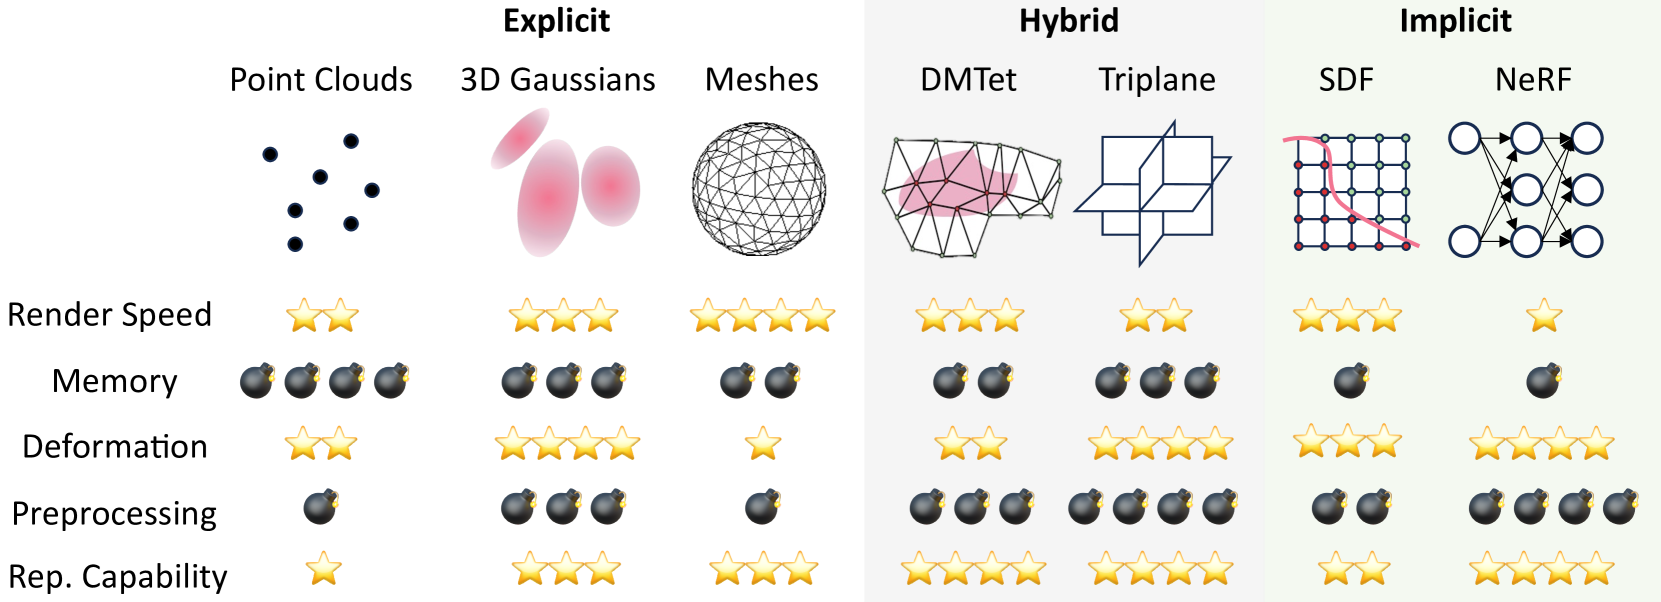 Explicit Hybrid Implicit
Point Clouds 3D Gaussians Meshes DMTet Triplane SDF NeRF
Render Speed
Memory
Deformation
Preprocessing
Rep. Capability